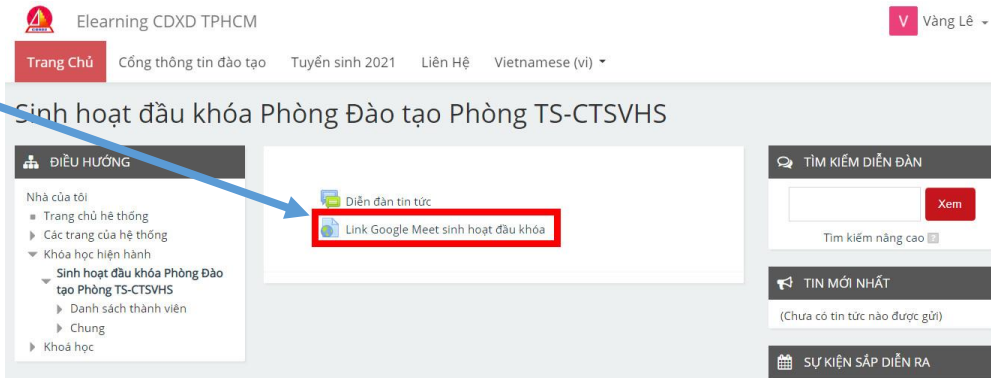 Elearning CDXD TPHCM
V Vàng Lê
Trang Chủ Cổng thông tin đào tạo Tuyển sinh 2021 Liên Hệ Vietnamese (vi)
Sinh hoạt đầu khóa Phòng Đào tạo Phòng TS-CTSVHS
ĐIỀU HƯỚNG
Nhà của tôi
Trang chủ hệ thống
Các trang của hệ thống
Khóa học hiện hành
Sinh hoạt đầu khóa Phòng Đào
tạo Phòng TS-CTSVHS
Danh sách thành viên
Chung
Khoá học
Diễn đàn tin tức
Link Google Meet sinh hoạt đầu khóa
TÌM KIẾM DIỄN ĐÀN
Xem
Tìm kiếm nâng cao
TIN MỚI NHẤT
(Chưa có tin tức nào được gửi)
SỰ KIỆN SẮP DIỄN RA